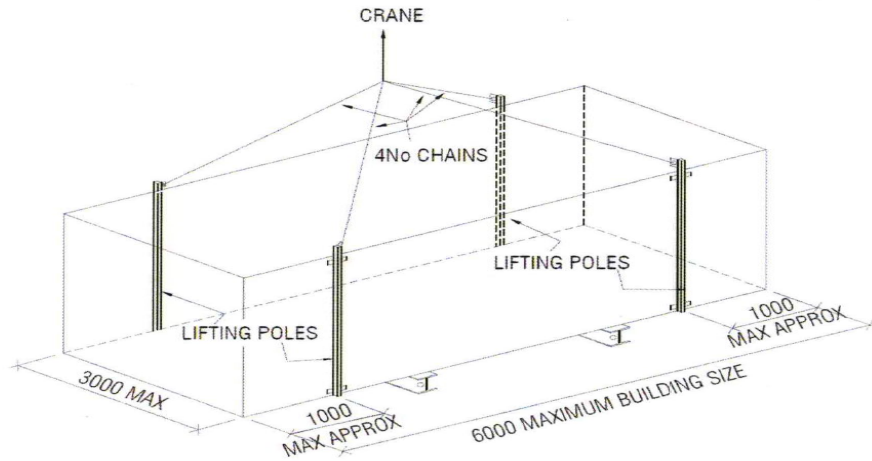 CRANE
4No CHAINS
LIFTING POLES
LIFTING POLES
1000
MAX APPROX
3000 MAX
1000
MAX APPROX
6000 MAXIMUM BUILDING SIZE